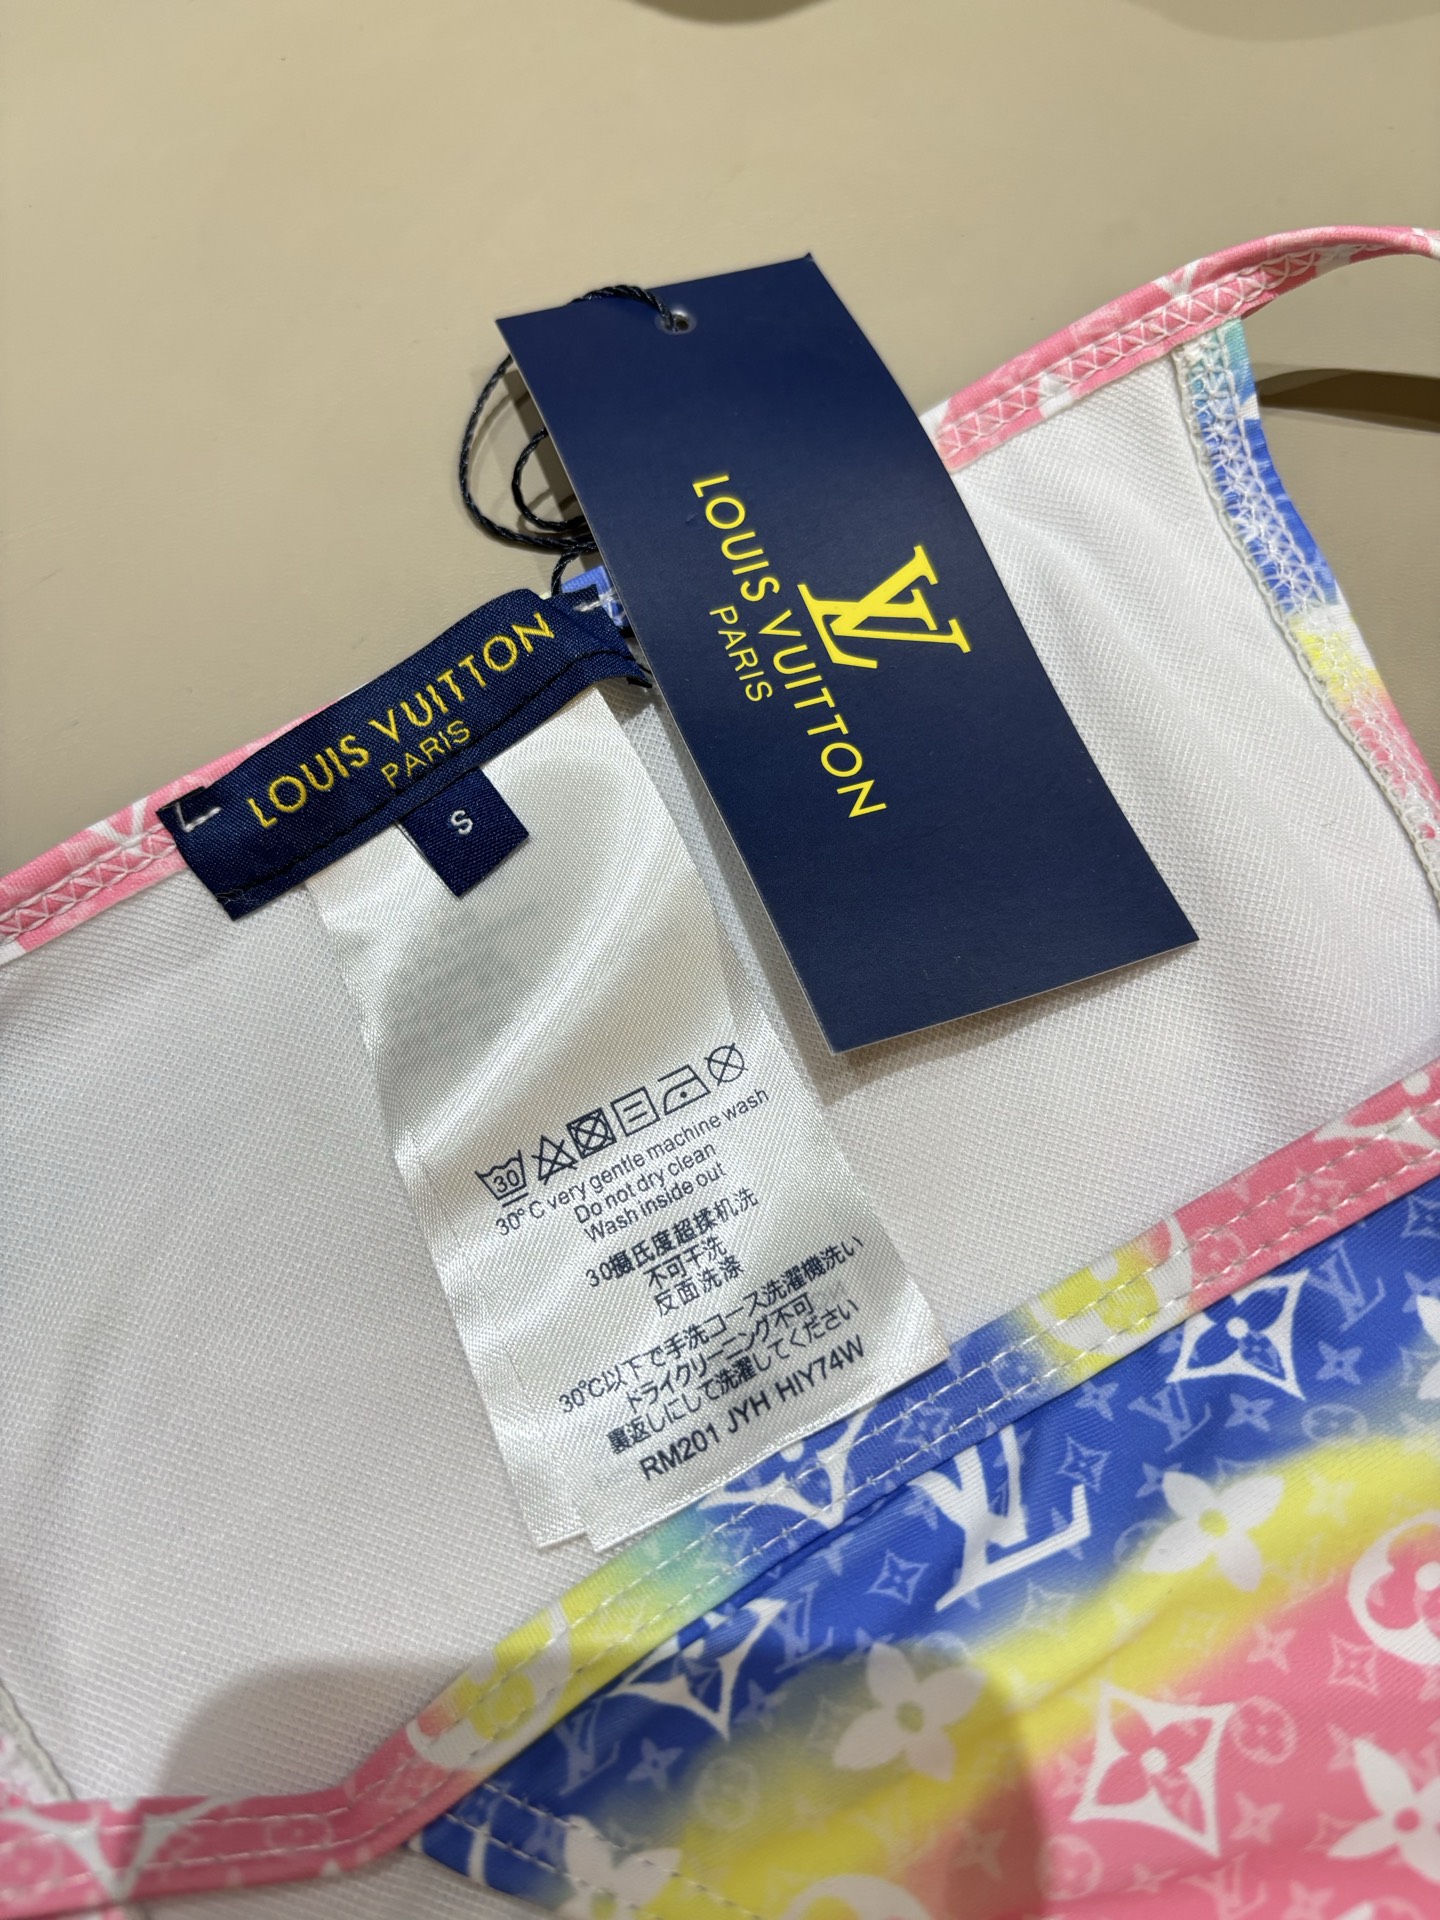 LV
LOUIS VUITTON
PARIS
LOUIS VUITTON
PARIS
S
30
30°C very gentle machine wash
Do not dry clean
Wash inside out
30摄氏度超揉机洗
不可干洗
反面洗涤
30℃以下で手洗コース洗濯機洗い
ドライクリーニング不可
裏返しにして洗濯してください
RM201 JYH HIY74W